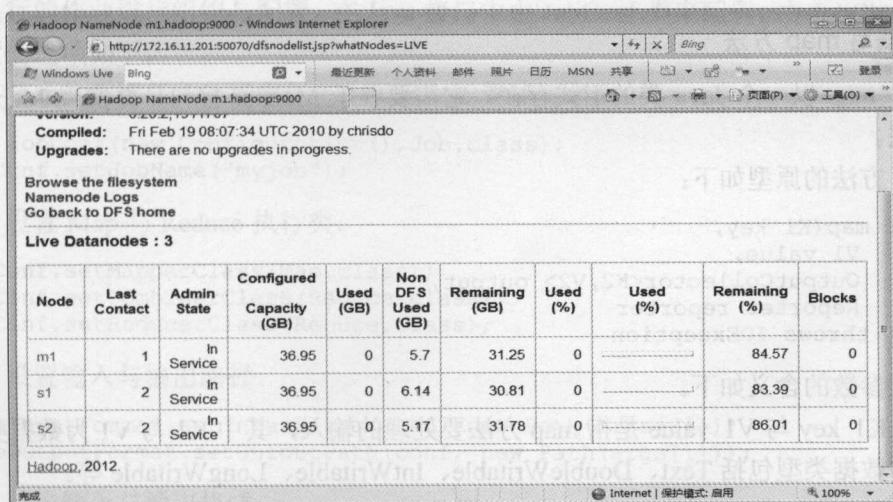 Hadoop NameNode m1.hadoop:9000 - Windows Internet Explorer
http://172.16.11.201:50070/dfsnodelist.jsp?whatNodes=LIVE
Bing
Windows Live Bing 最近更新 个人资料 邮件 照片 日历 MSN 共享 登录
Hadoop NameNode m1.hadoop:9000 页面(P) 工具(O)
Compiled: Fri Feb 19 08:07:34 UTC 2010 by chrisdo
Upgrades: There are no upgrades in progress.
Browse the filesystem
Namenode Logs
Go back to DFS home
Live Datanodes : 3
Node Last Contact Admin State Configured Capacity (GB) Used (GB) Non DFS Used (GB) Remaining (GB) Used (%) Used (%) Remaining (%) Blocks
m1 1 In Service 36.95 0 5.7 31.25 0 84.57 0
s1 2 In Service 36.95 0 6.14 30.81 0 83.39 0
s2 2 In Service 36.95 0 5.17 31.78 0 86.01 0
Hadoop, 2012.
完成 Internet | 保护模式: 启用 100%